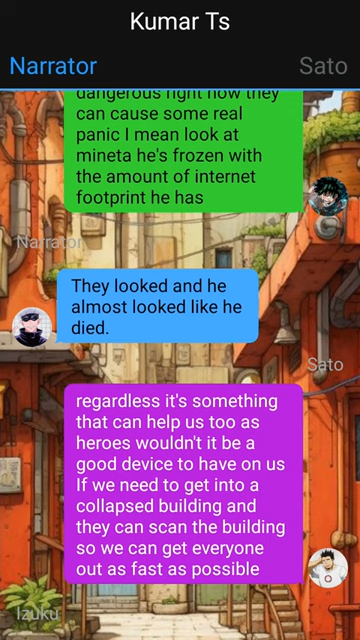 Kumar Ts
Narrator
Sato
dangerous right now they
can cause some real
panic I mean look at
mineta he's frozen with
the amount of internet
footprint he has
Narrator
They looked and he
almost looked like he
died.
Sato
regardless it's something
that can help us too as
heroes wouldn't it be a
good device to have on us
If we need to get into a
collapsed building and
they can scan the building
so we can get everyone
out as fast as possible
Izuku